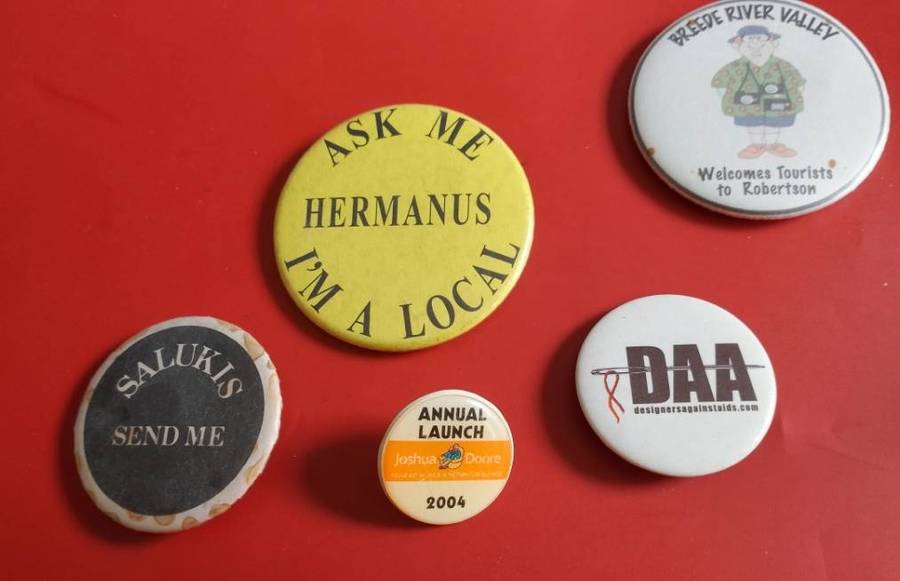 BREEDE RIVER VALLEY
Welcomes Tourists
to Robertson
ASK ME
HERMANUS
I'M A LOCAL
SALUKIS
SEND ME
ANNUAL
LAUNCH
Joshua Doore
2004
DAA
designersagainstaids.com